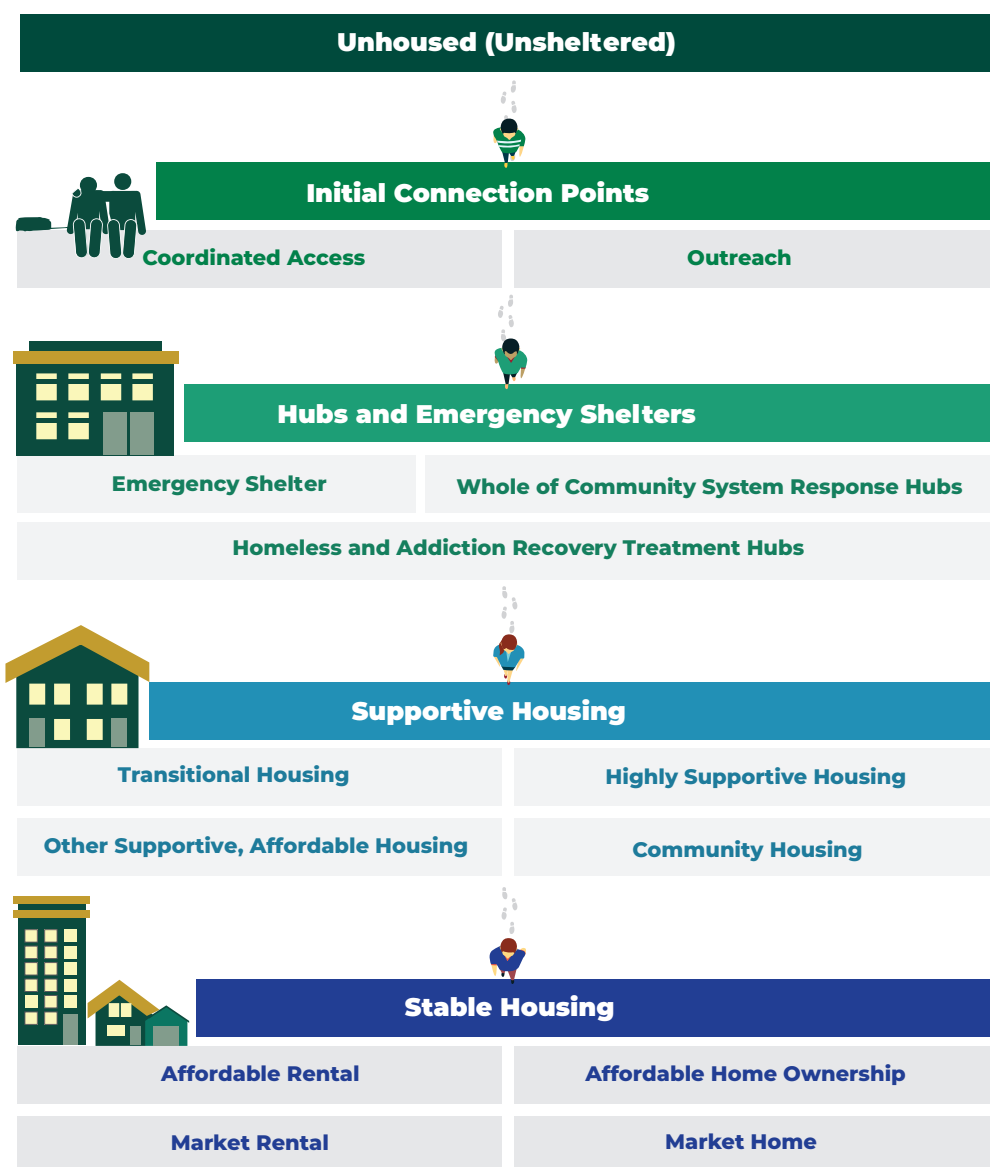 Unhoused (Unsheltered)
Initial Connection Points
Coordinated Access
Outreach
Hubs and Emergency Shelters
Emergency Shelter
Whole of Community System Response Hubs
Homeless and Addiction Recovery Treatment Hubs
Supportive Housing
Transitional Housing
Highly Supportive Housing
Other Supportive, Affordable Housing
Community Housing
Stable Housing
Affordable Rental
Affordable Home Ownership
Market Rental
Market Home